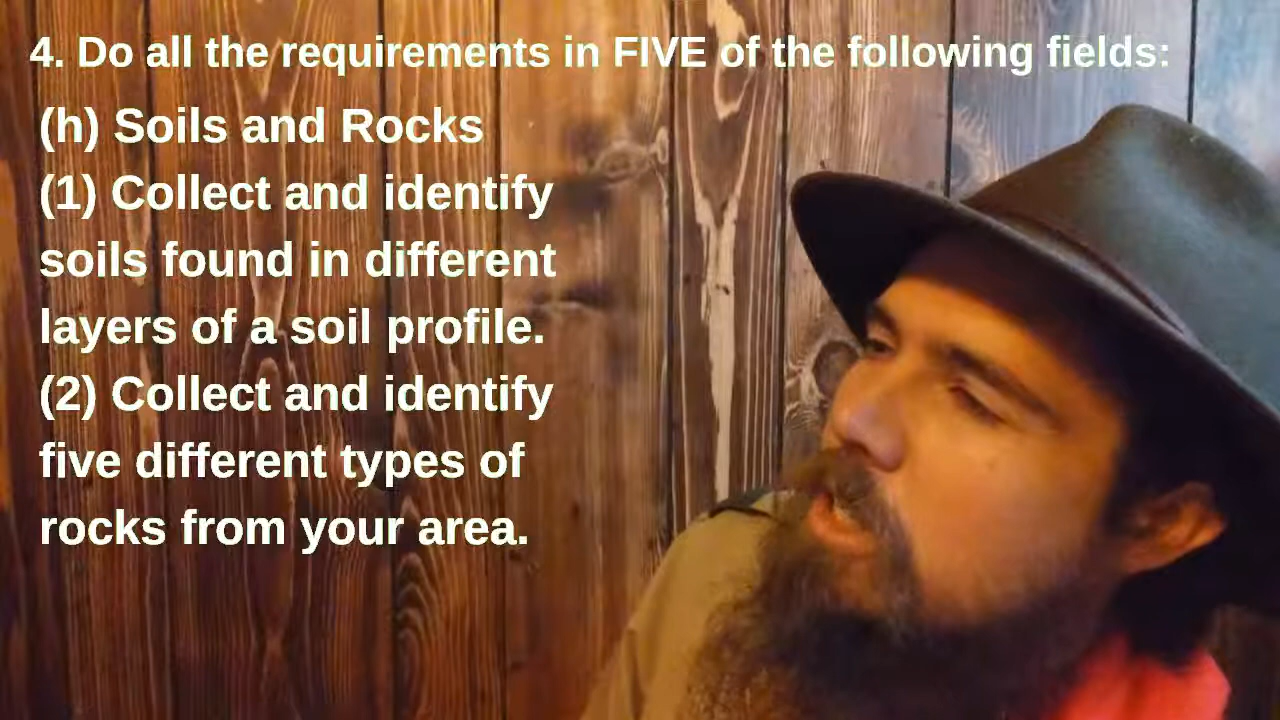 4. Do all the requirements in FIVE of the following fields:
(h) Soils and Rocks
(1) Collect and identify
soils found in different
layers of a soil profile.
(2) Collect and identify
five different types of
rocks from your area.